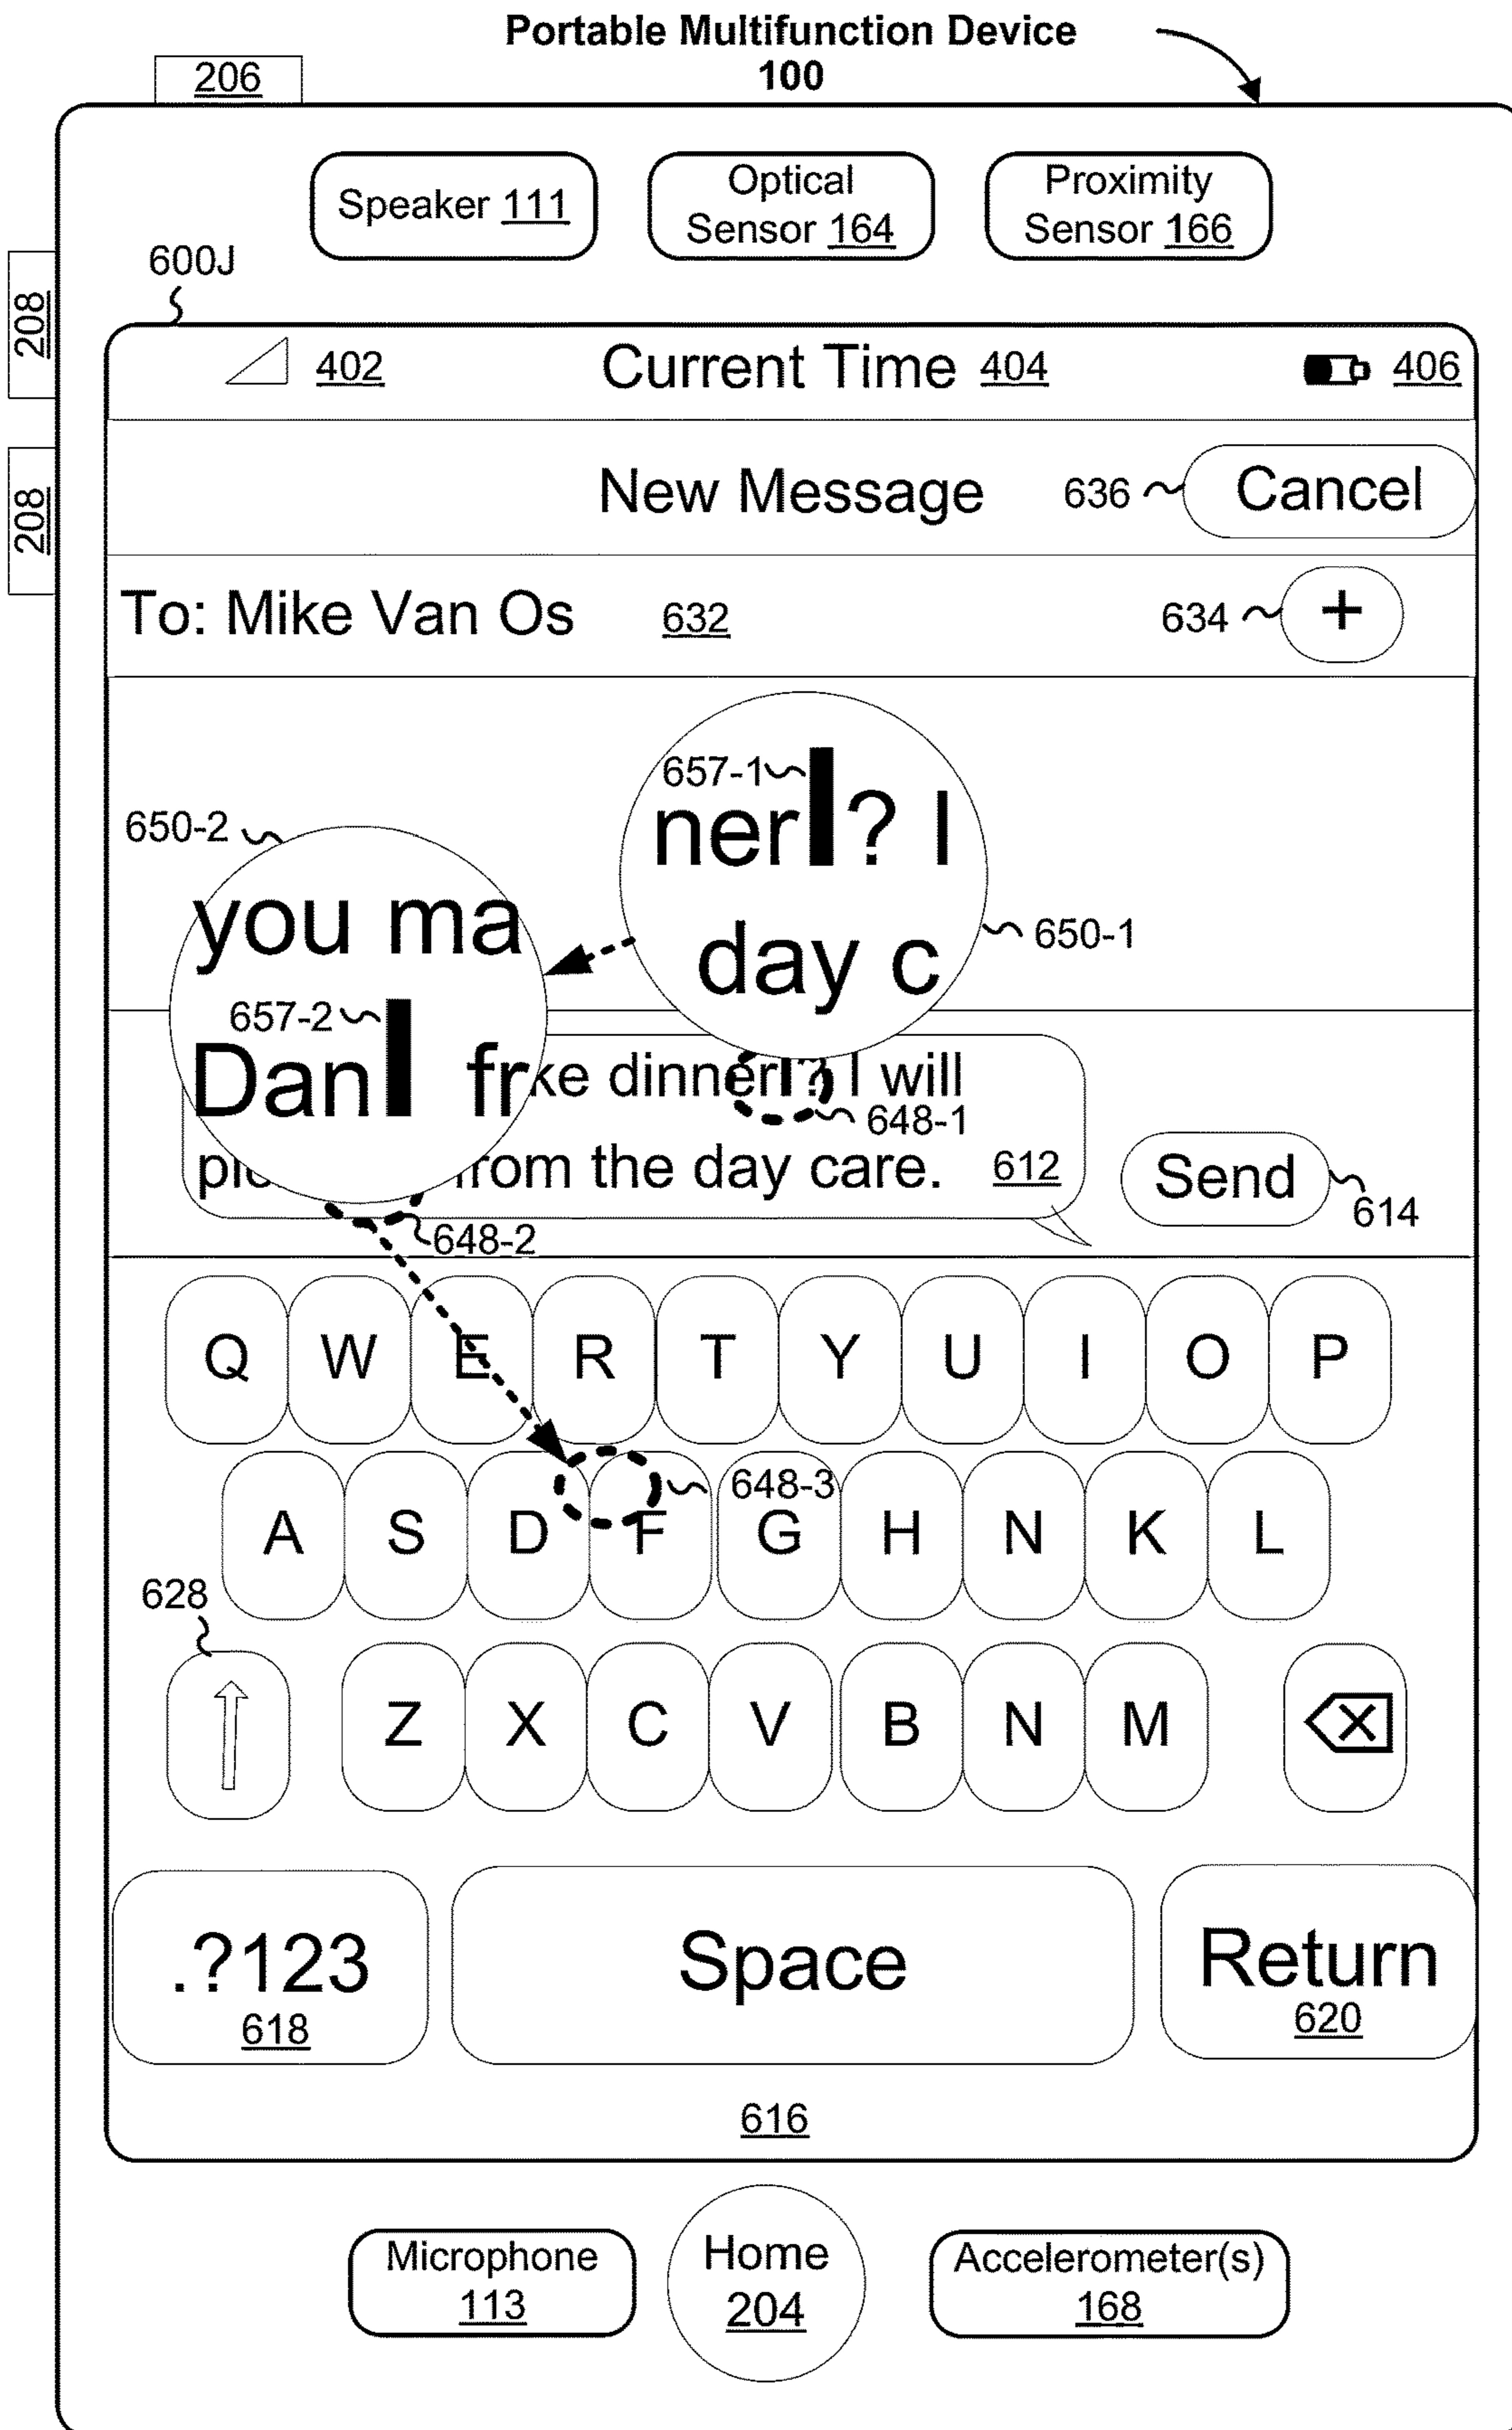 Portable Multifunction Device
100
206
Speaker 111
Optical
Sensor 164
Proximity
Sensor 166
208
208
600J
402 Current Time 404 406
New Message 636 Cancel
To: Mike Van Os 632 634 +
657-1
ner ? I
day c
650-1
650-2
you ma
657-2
Dan fr
ke dinner? I will
648-1
pic from the day care. 612
Send
614
648-2
Q W E R T Y U I O P
648-3
A S D F G H N K L
628
Z X C V B N M
.?123
618
Space
Return
620
616
Microphone
113
Home
204
Accelerometer(s)
168